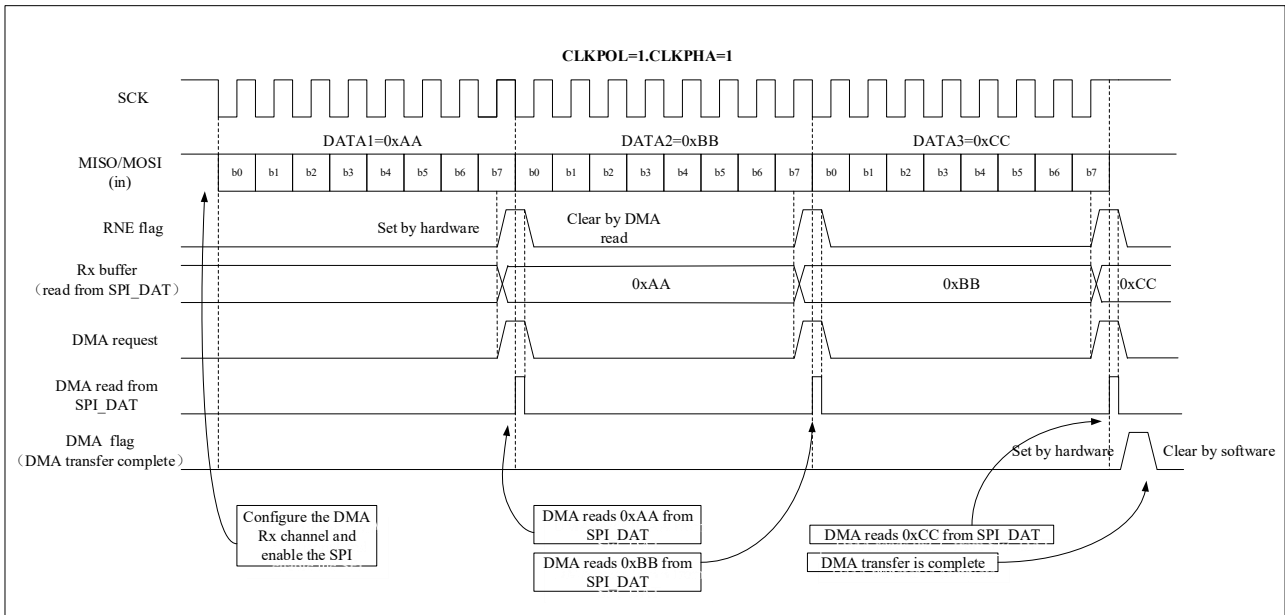 CLKPOL=1.CLKPHA=1
SCK
DATA1=0xAA DATA2=0xBB DATA3=0xCC
MISO/MOSI
(in)
b0 b1 b2 b3 b4 b5 b6 b7 b0 b1 b2 b3 b4 b5 b6 b7 b0 b1 b2 b3 b4 b5 b6 b7
RNE flag
Set by hardware
Clear by DMA
read
Rx buffer
（read from SPI_DAT）
0xAA 0xBB 0xCC
DMA request
DMA read from
SPI_DAT
DMA flag
（DMA transfer complete）
Set by hardware Clear by software
Configure the DMA
Rx channel and
enable the SPI
DMA reads 0xAA from
SPI_DAT
DMA reads 0xBB from
SPI_DAT
DMA reads 0xCC from SPI_DAT
DMA transfer is complete